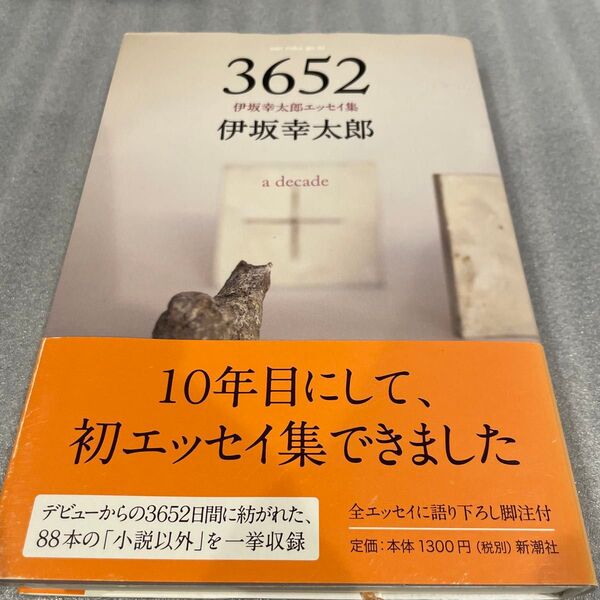 san roku go ni
3652
伊坂幸太郎エッセイ集
伊坂幸太郎
a decade
10年目にして、
初エッセイ集できました
デビューからの3652日間に紡がれた、
88本の「小説以外」を一挙収録
全エッセイに語り下ろし脚注付
定価：本体1300円（税別）新潮社